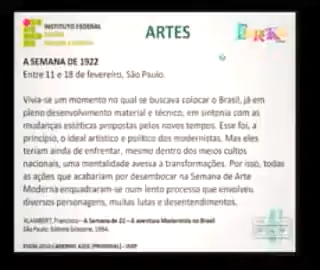 INSTITUTO FEDERAL
ARTES
A SEMANA DE 1922
Entre 11 e 18 de fevereiro, São Paulo.
Vivia-se um momento no qual se buscava colocar o Brasil, já em
pleno desenvolvimento material e técnico, em sintonia com as
mudanças estéticas propostas pelos novos tempos. Esse foi, a
princípio, o ideal artístico e político dos modernistas. Mas eles
teriam ainda de enfrentar, mesmo dentro dos meios cultos
nacionais, uma mentalidade avessa a transformações. Por isso, todas
as ações que acabariam por desembocar na Semana de Arte
Moderna enquadraram-se num lento processo que envolveu
diversos personagens, muitas lutas e desentendimentos.
ALAMBERT, Francisco – A Semana de 22 – A aventura Modernista no Brasil
São Paulo: Editora Scipione, 1994.